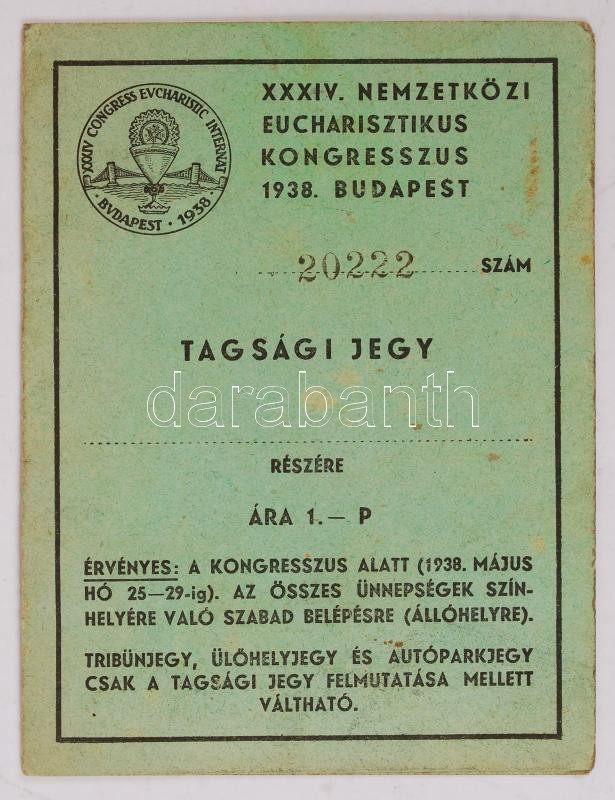 XXXIV CONGRESS EVCHARISTIC INTERNAT
· BVDAPEST · 1938 ·
XXXIV. NEMZETKÖZI
EUCHARISZTIKUS
KONGRESSZUS
1938. BUDAPEST
20222 SZÁM
TAGSÁGI JEGY
darabanth
RÉSZÉRE
ÁRA 1.— P
ÉRVÉNYES: A KONGRESSZUS ALATT (1938. MÁJUS
HÓ 25—29-ig). AZ ÖSSZES ÜNNEPSÉGEK SZÍN-
HELYÉRE VALÓ SZABAD BELÉPÉSRE (ÁLLÓHELYRE).
TRIBÜNJEGY, ÜLŐHELYJEGY ÉS AUTÓPARKJEGY
CSAK A TAGSÁGI JEGY FELMUTATÁSA MELLETT
VÁLTHATÓ.